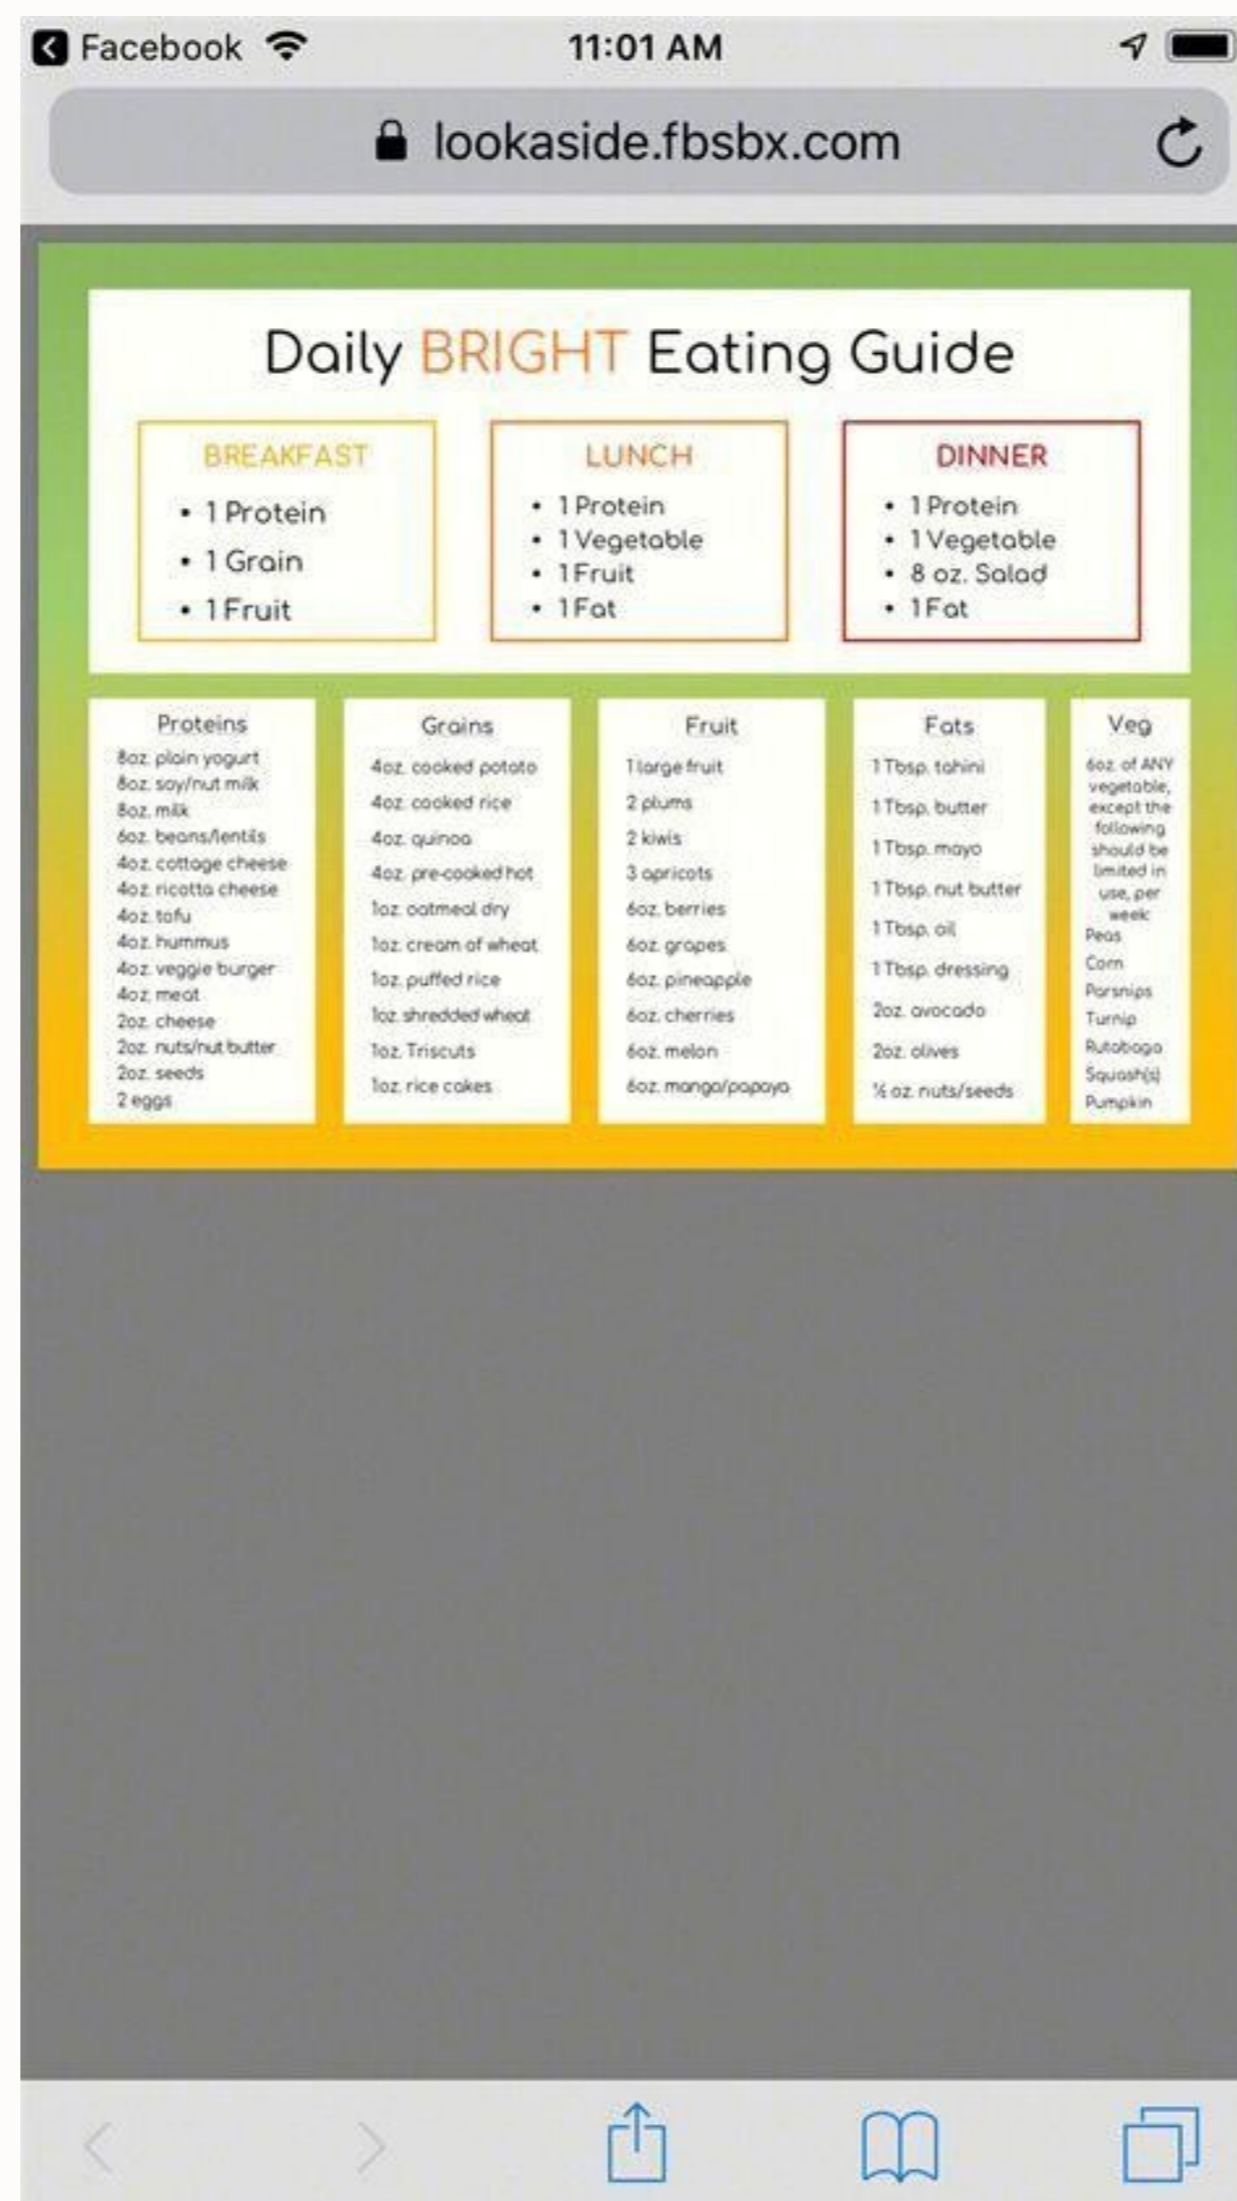 Facebook
11:01 AM
lookaside.fbsbx.com
Daily BRIGHT Eating Guide
BREAKFAST
• 1 Protein
• 1 Grain
• 1 Fruit
LUNCH
• 1 Protein
• 1 Vegetable
• 1 Fruit
• 1 Fat
DINNER
• 1 Protein
• 1 Vegetable
• 8 oz. Salad
• 1 Fat
Proteins
8oz. plain yogurt
8oz. soy/nut milk
8oz. milk
6oz. beans/lentils
4oz. cottage cheese
4oz. ricotta cheese
4oz. tofu
4oz. hummus
4oz. veggie burger
4oz. meat
2oz. cheese
2oz. nuts/nut butter
2oz. seeds
2 eggs
Grains
4oz. cooked potato
4oz. cooked rice
4oz. quinoa
4oz. pre-cooked hot
1oz. oatmeal dry
1oz. cream of wheat
1oz. puffed rice
1oz. shredded wheat
1oz. Triscuts
1oz. rice cakes
Fruit
1 large fruit
2 plums
2 kiwis
3 apricots
6oz. berries
6oz. grapes
6oz. pineapple
6oz. cherries
6oz. melon
6oz. mango/papaya
Fats
1 Tbsp. tahini
1 Tbsp. butter
1 Tbsp. mayo
1 Tbsp. nut butter
1 Tbsp. oil
1 Tbsp. dressing
2oz. avocado
2oz. olives
½ oz. nuts/seeds
Veg
6oz. of ANY
vegetable,
except the
following
should be
limited in
use, per
week:
Peas
Corn
Parsnips
Turnip
Rutabaga
Squash(s)
Pumpkin